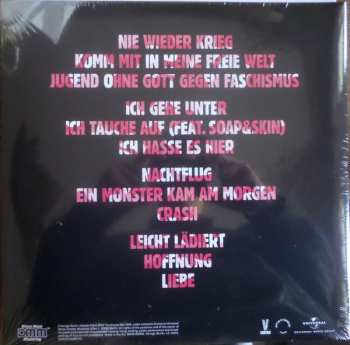 NIE WIEDER KRIEG
KOMM MIT IN MEINE FREIE WELT
JUGEND OHNE GOTT GEGEN FASCHISMUS
ICH GEHE UNTER
ICH TAUCHE AUF (FEAT. SOAP&SKIN)
ICH HASSE ES HIER
NACHTFLUG
EIN MONSTER KAM AM MORGEN
CRASH
LEICHT LÄDIERT
HOFFNUNG
LIEBE
DMM
UNIVERSAL